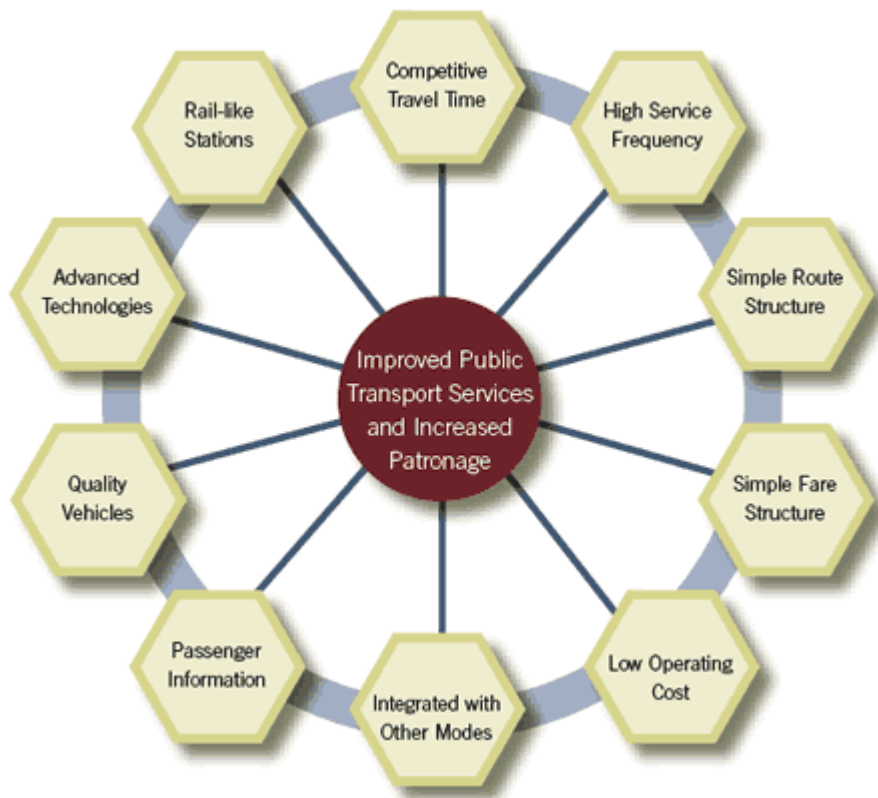 Competitive
Travel Time
High Service
Frequency
Simple Route
Structure
Simple Fare
Structure
Low Operating
Cost
Integrated with
Other Modes
Passenger
Information
Quality
Vehicles
Advanced
Technologies
Rail-like
Stations
Improved Public
Transport Services
and Increased
Patronage